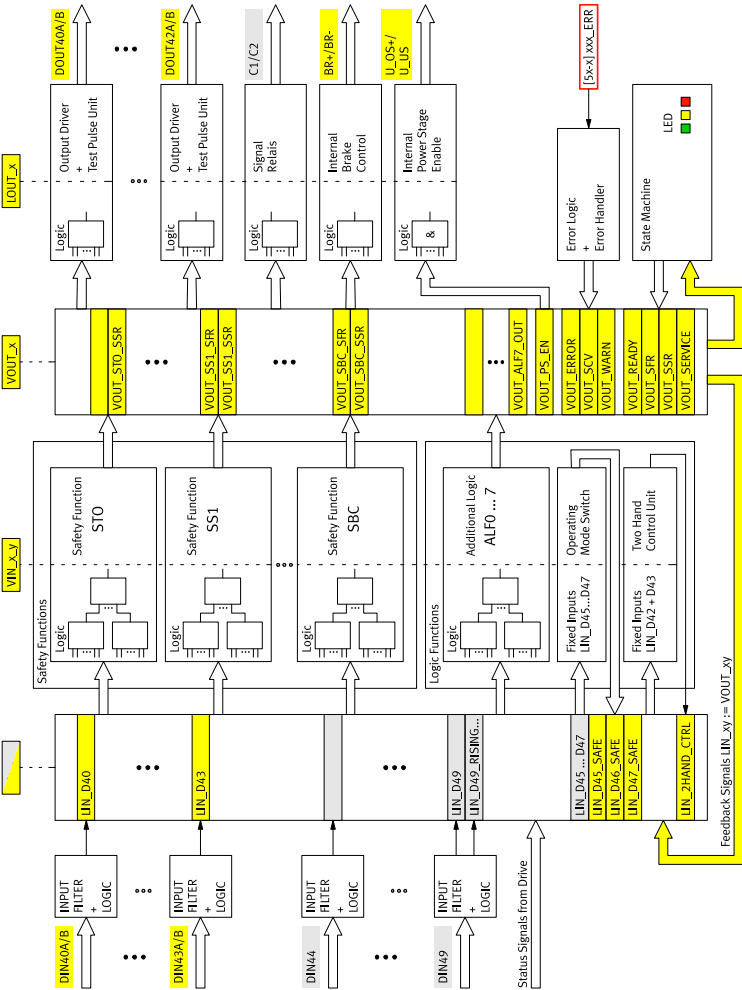 DIN40A/B
DIN43A/B
DIN44
DIN49
INPUT
FILTER
+
LOGIC
INPUT
FILTER
+
LOGIC
INPUT
FILTER
+
LOGIC
INPUT
FILTER
+
LOGIC
Status Signals from Drive
LIN_D40
LIN_D43
LIN_D49
LIN_D49_RISING...
LIN_D45 ... D47
LIN_D45_SAFE
LIN_D46_SAFE
LIN_D47_SAFE
LIN_2HAND_CTRL
Feedback Signals LIN_xy := VOUT_xy
VIN_x_y
Safety Functions
Logic
Safety Function
STO
Logic
Safety Function
SS1
Logic
Safety Function
SBC
Logic Functions
Logic
Additional Logic
ALF0 ... 7
Fixed Inputs
LIN_D45...D47
Operating
Mode Switch
Fixed Inputs
LIN_D42 + D43
Two Hand
Control Unit
VOUT_x
VOUT_STO_SSR
VOUT_SS1_SFR
VOUT_SS1_SSR
VOUT_SBC_SFR
VOUT_SBC_SSR
VOUT_ALF7_OUT
VOUT_PS_EN
VOUT_ERROR
VOUT_SCV
VOUT_WARN
VOUT_READY
VOUT_SFR
VOUT_SSR
VOUT_SERVICE
LOUT_x
Logic
Output Driver
+
Test Pulse Unit
Logic
Output Driver
+
Test Pulse Unit
Logic
Signal
Relais
Logic
Internal
Brake
Control
Logic
&
Internal
Power Stage
Enable
Error Logic
+
Error Handler
State Machine
LED
DOUT40A/B
DOUT42A/B
C1/C2
BR+/BR-
U_OS+/
U_US
[5x-x] xxx_ERR